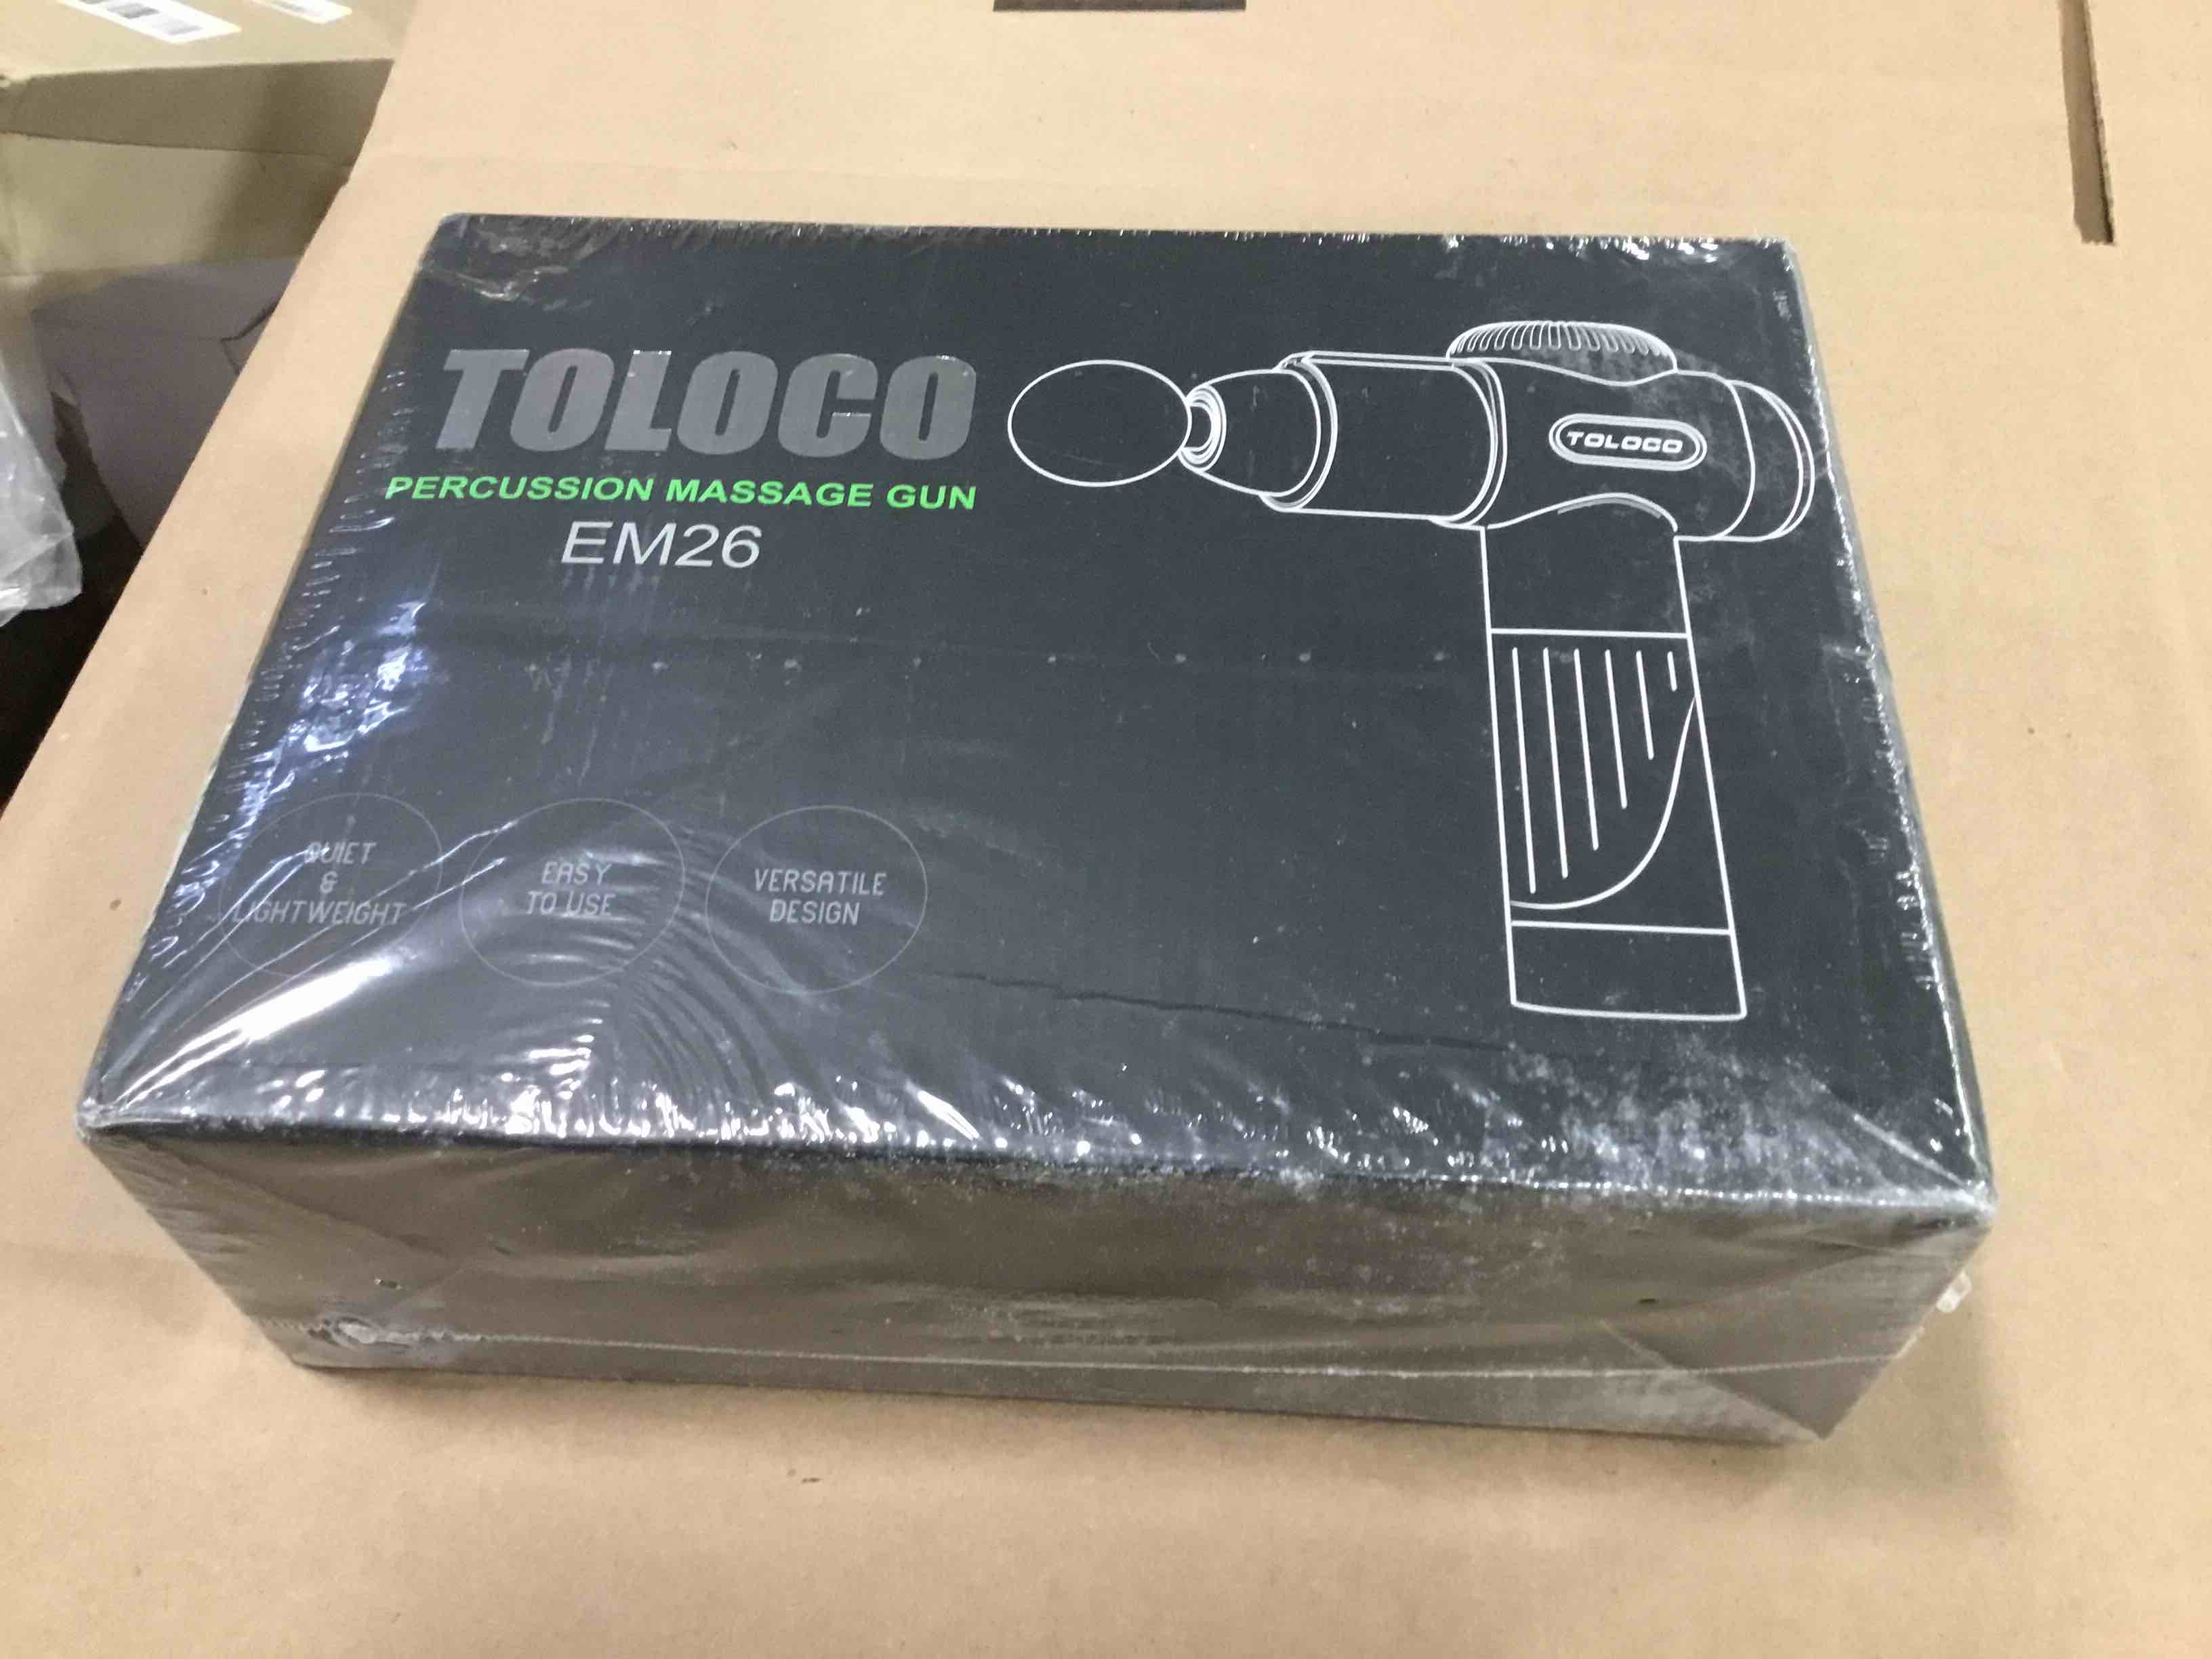 TOLOCO
PERCUSSION MASSAGE GUN
EM26
TOLOCO
QUIET
&
LIGHTWEIGHT
EASY
TO USE
VERSATILE
DESIGN